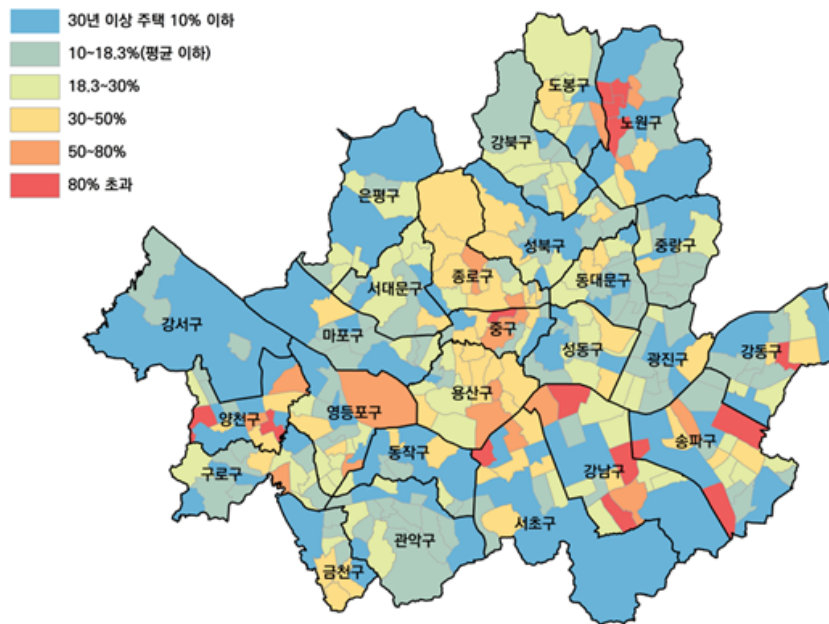 30년 이상 주택 10% 이하
10~18.3%(평균 이하)
18.3~30%
30~50%
50~80%
80% 초과
도봉구
노원구
강북구
은평구
성북구
중랑구
종로구
서대문구
동대문구
강서구
마포구
중구
성동구
광진구
강동구
용산구
양천구
영등포구
송파구
동작구
구로구
강남구
서초구
관악구
금천구